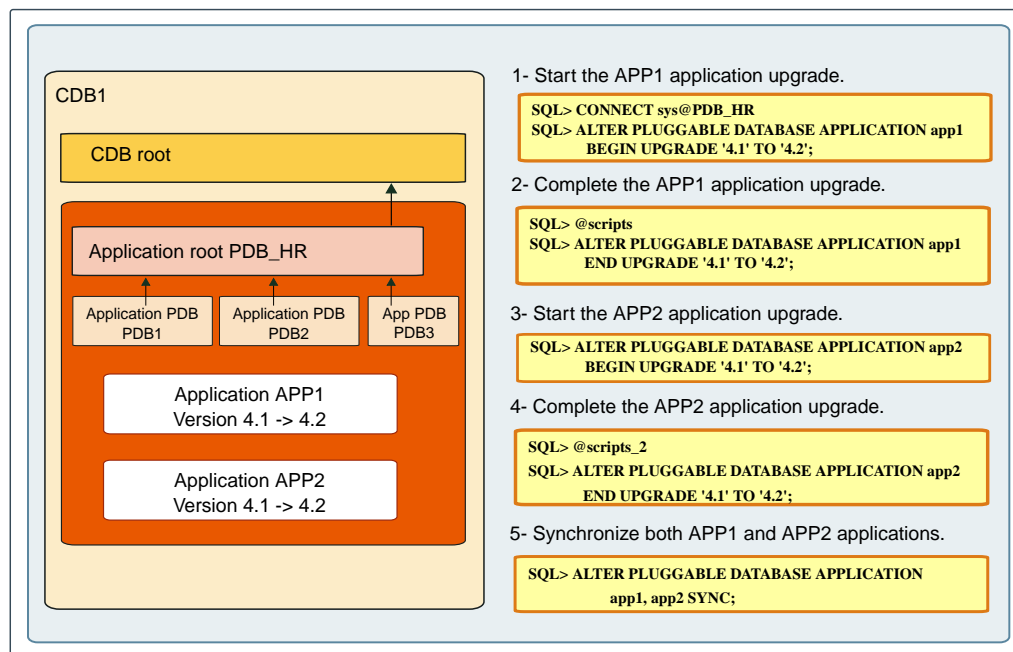 CDB1
CDB root
Application root PDB_HR
Application PDB
PDB1
Application PDB
PDB2
App PDB
PDB3
Application APP1
Version 4.1 -> 4.2
Application APP2
Version 4.1 -> 4.2
1- Start the APP1 application upgrade.
SQL> CONNECT sys@PDB_HR
SQL> ALTER PLUGGABLE DATABASE APPLICATION app1
BEGIN UPGRADE '4.1' TO '4.2';
2- Complete the APP1 application upgrade.
SQL> @scripts
SQL> ALTER PLUGGABLE DATABASE APPLICATION app1
END UPGRADE '4.1' TO '4.2';
3- Start the APP2 application upgrade.
SQL> ALTER PLUGGABLE DATABASE APPLICATION app2
BEGIN UPGRADE '4.1' TO '4.2';
4- Complete the APP2 application upgrade.
SQL> @scripts_2
SQL> ALTER PLUGGABLE DATABASE APPLICATION app2
END UPGRADE '4.1' TO '4.2';
5- Synchronize both APP1 and APP2 applications.
SQL> ALTER PLUGGABLE DATABASE APPLICATION
app1, app2 SYNC;